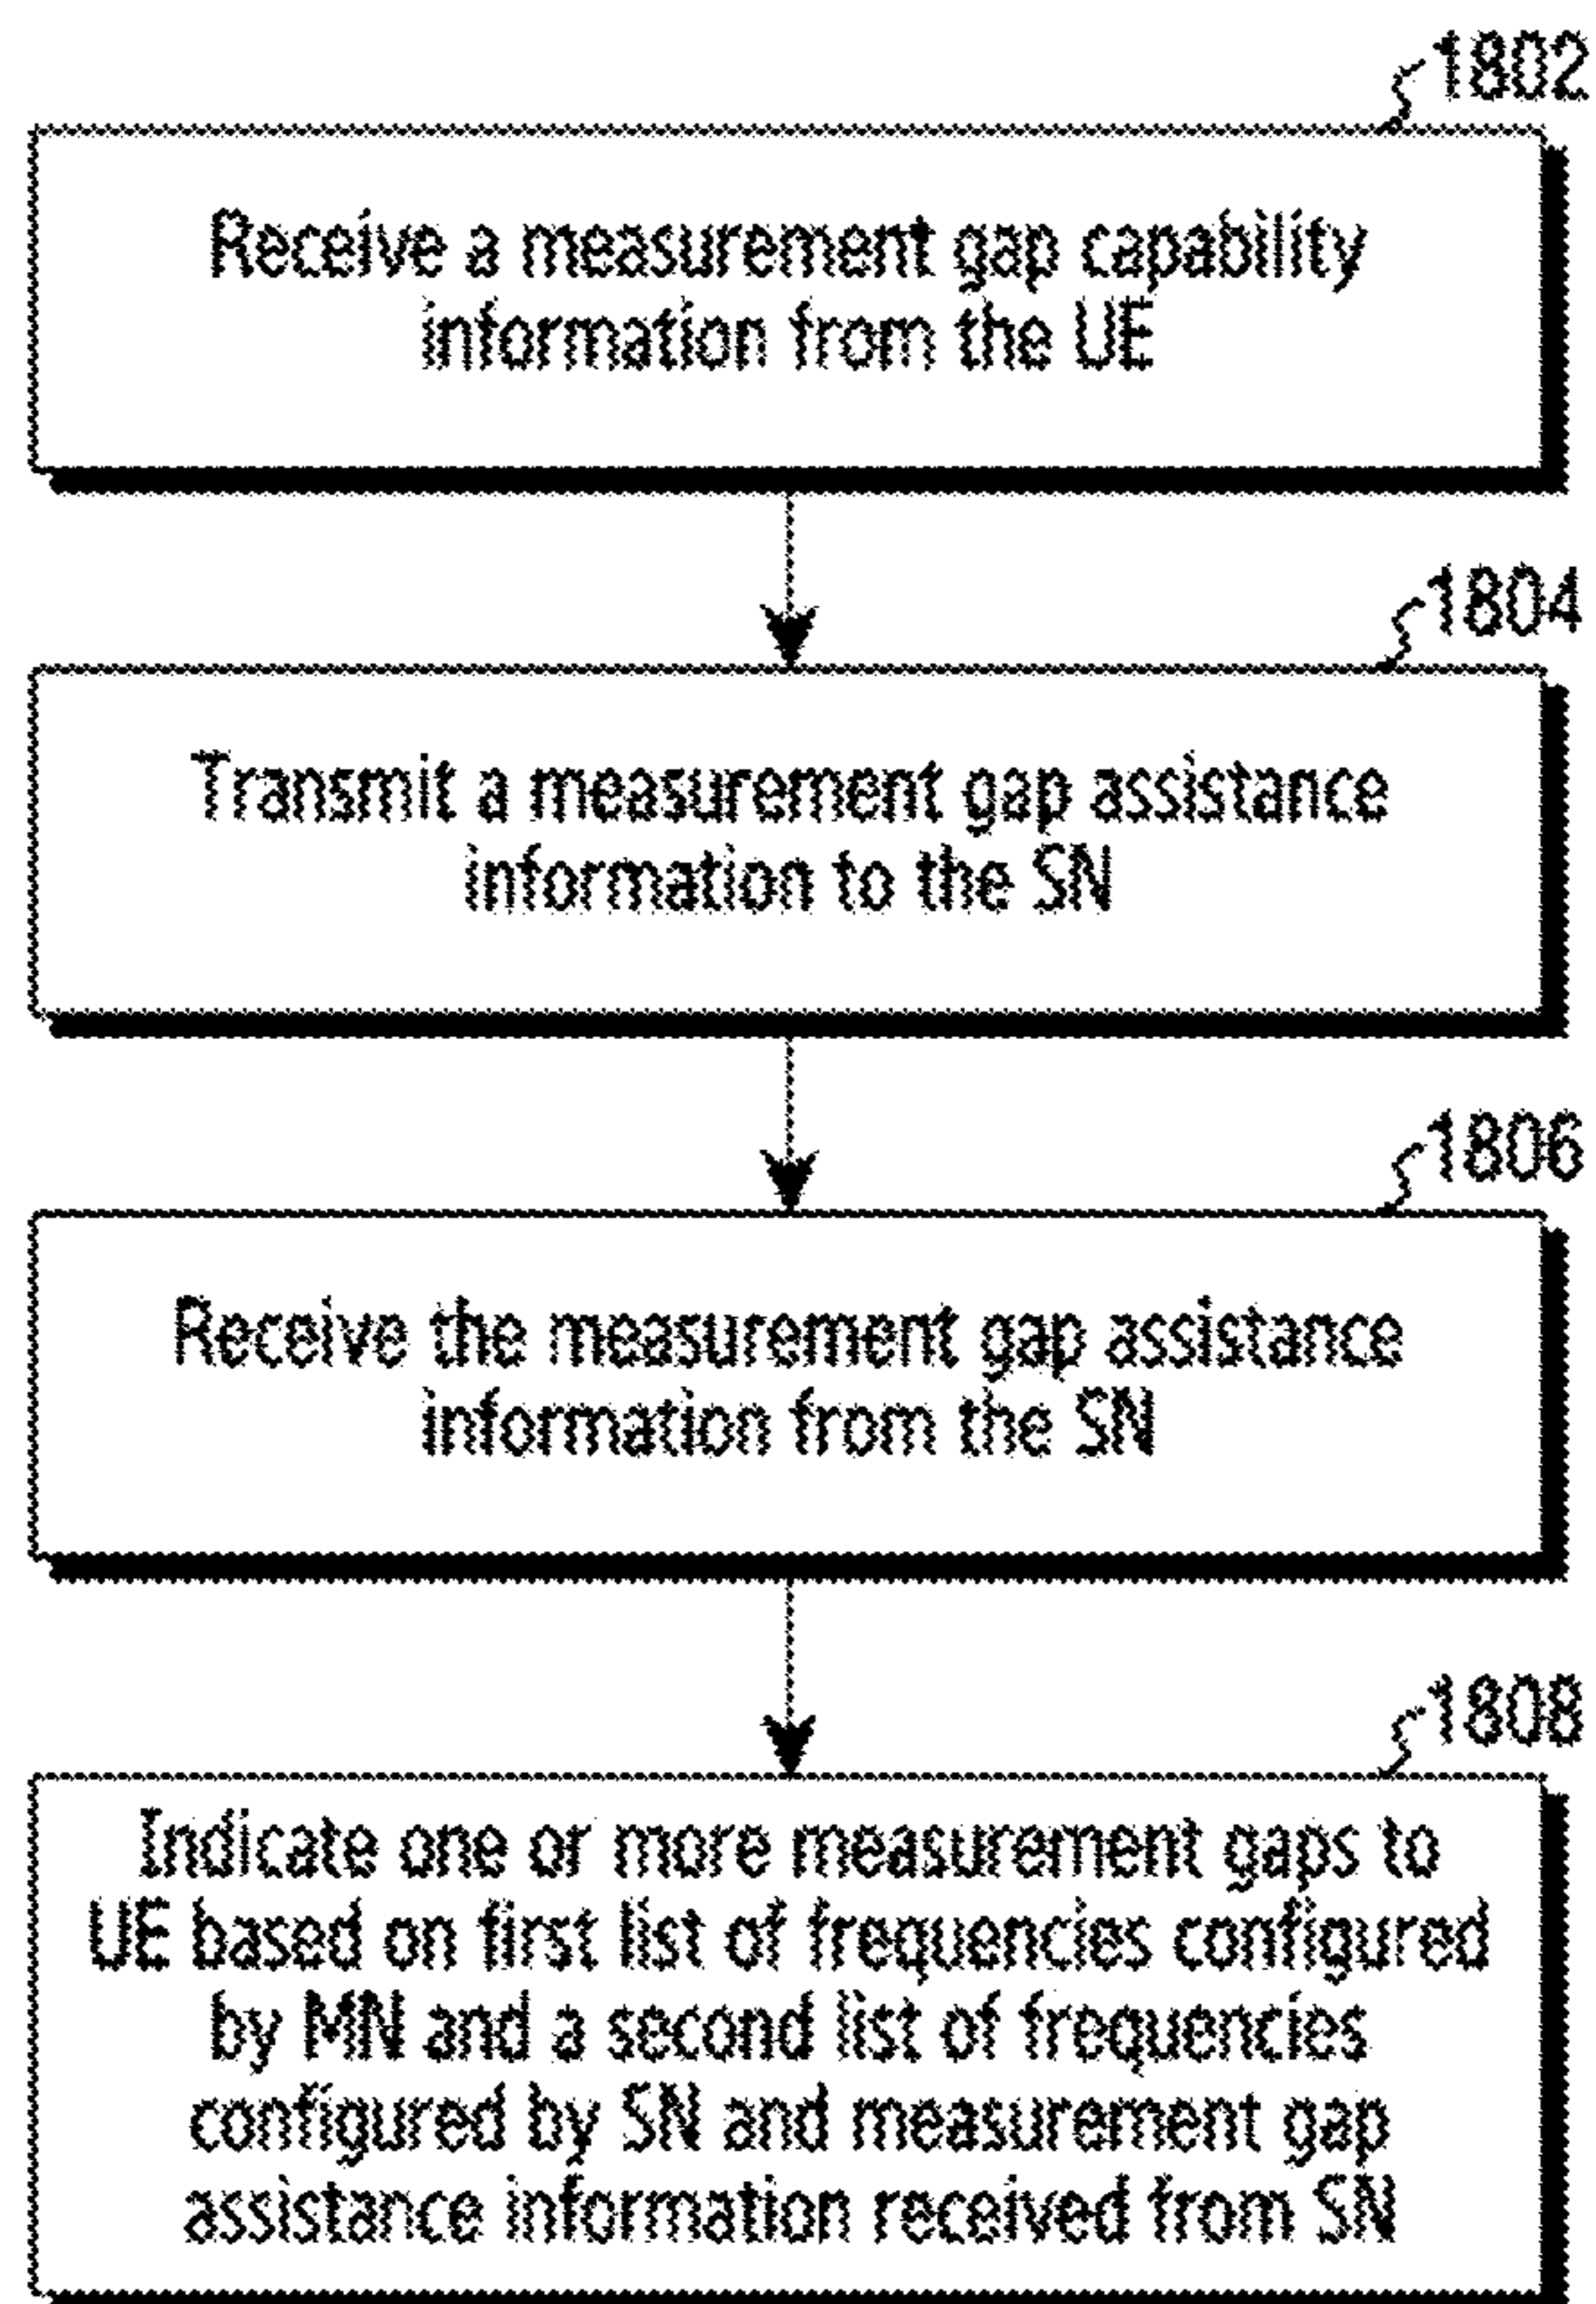 1802
Receive a measurement gap capability
information from the UE
1804
Transmit a measurement gap assistance
information to the SN
1806
Receive the measurement gap assistance
information from the SN
1808
Indicate one or more measurement gaps to
UE based on first list of frequencies configured
by MN and a second list of frequencies
configured by SN and measurement gap
assistance information received from SN